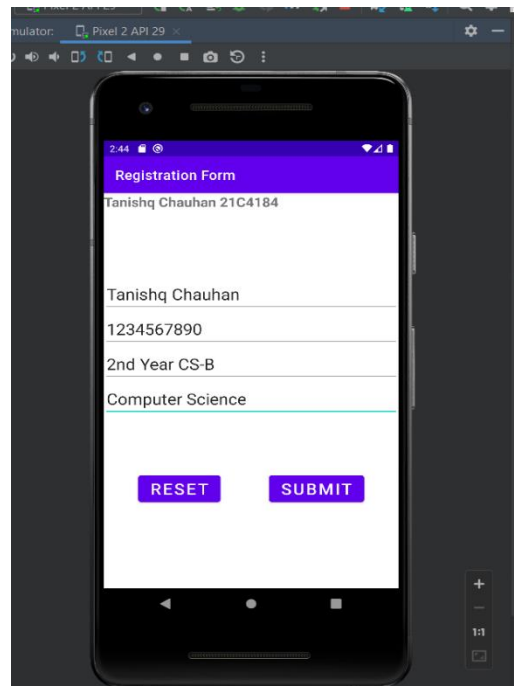 mulator: Pixel 2 API 29
2:44
Registration Form
Tanishq Chauhan 21C4184
Tanishq Chauhan
1234567890
2nd Year CS-B
Computer Science
RESET SUBMIT
1:1